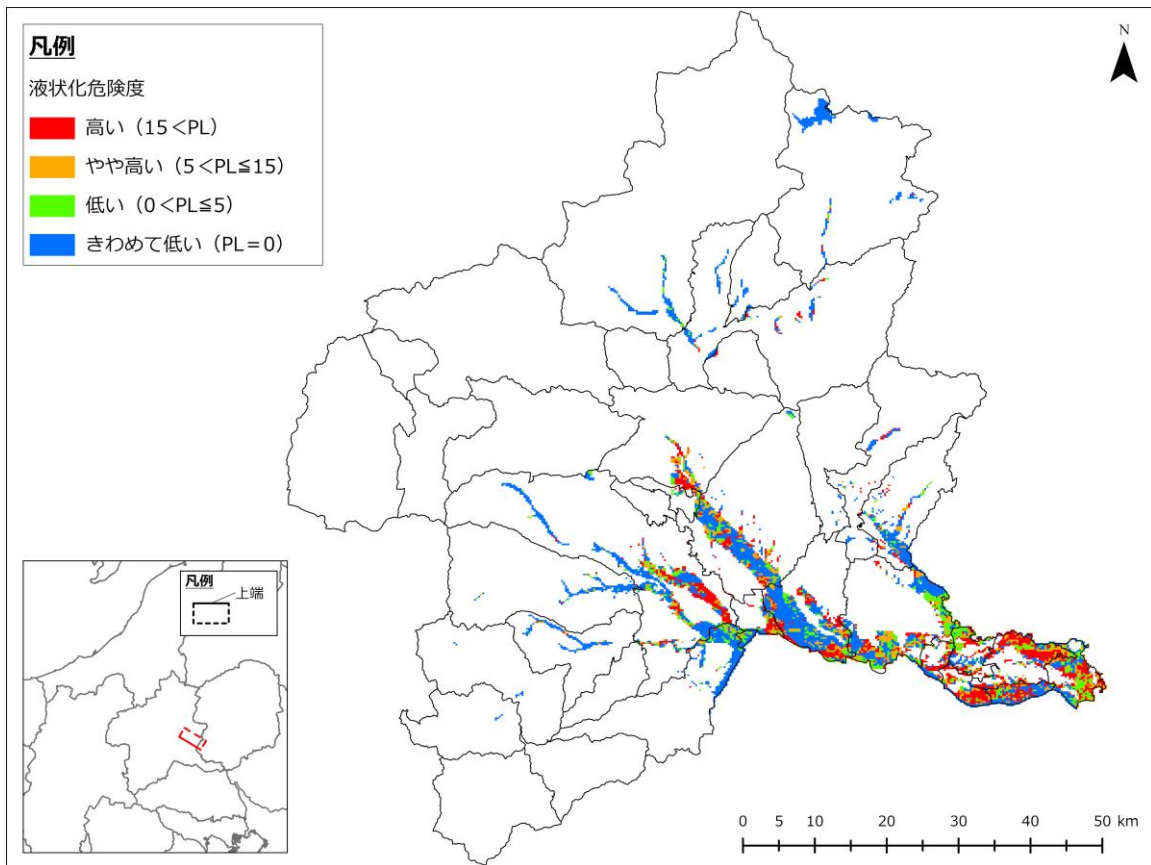 凡例
液状化危険度
高い（15＜PL）
やや高い（5＜PL≦15）
低い（0＜PL≦5）
きわめて低い（PL＝0）
N
凡例
上端
0 5 10 20 30 40 50 km